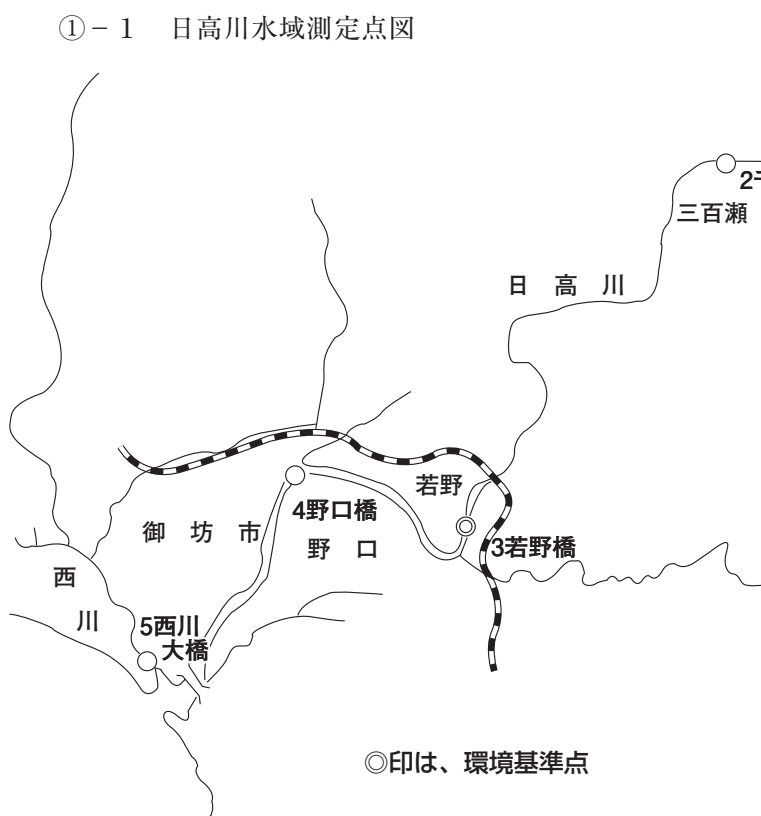 ①－１　日高川水域測定点図
2
三百瀬
日　高　川
若野
4野口橋
御　坊　市
野　口
3若野橋
西
川
5西川
大橋
◎印は、環境基準点